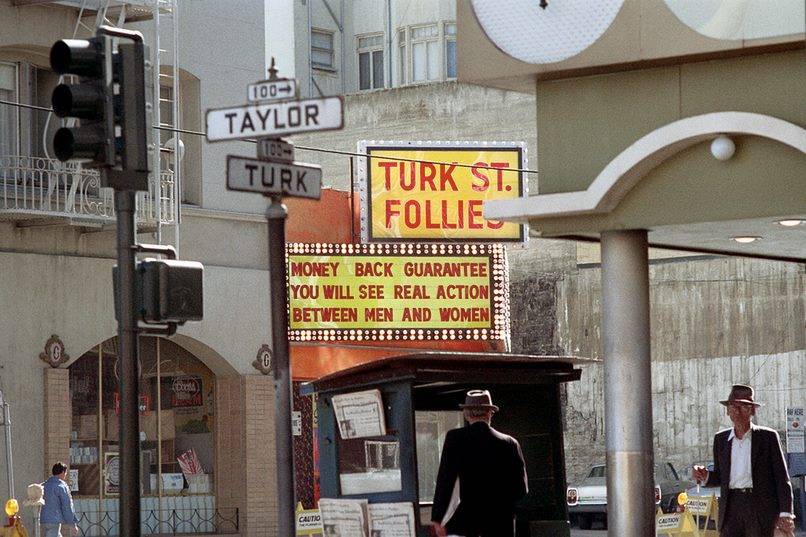 100→
TAYLOR
100→
TURK
TURK ST.
FOLLIES
MONEY BACK GUARANTEE
YOU WILL SEE REAL ACTION
BETWEEN MEN AND WOMEN
G
G
CAUTION
CAUTION
CAUTION